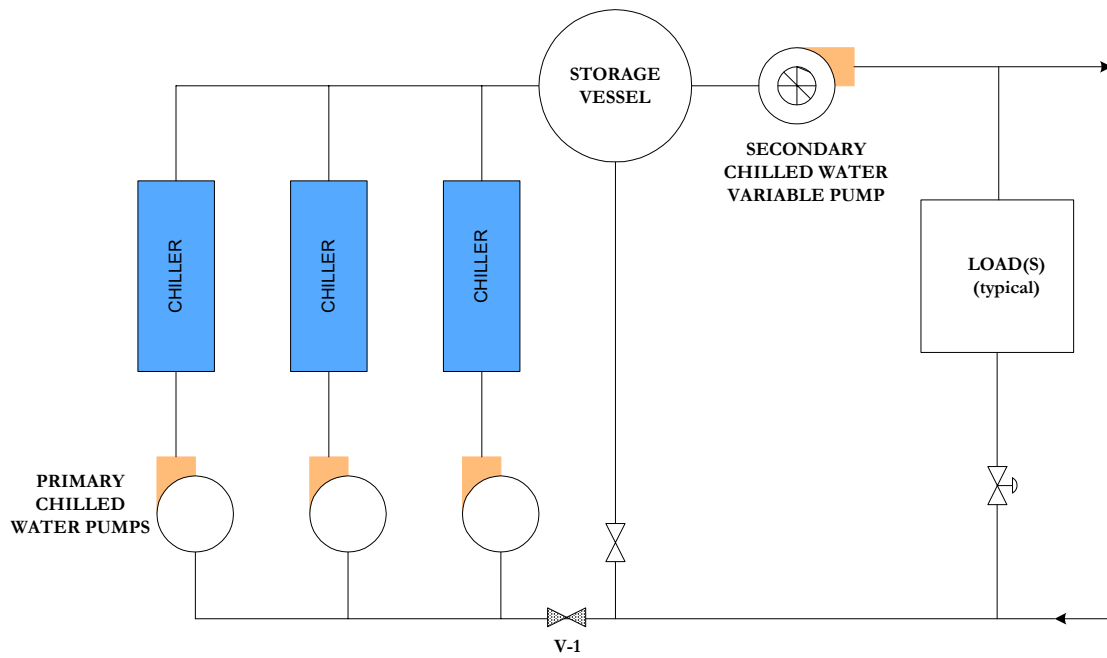 STORAGE
VESSEL
SECONDARY
CHILLED WATER
VARIABLE PUMP
CHILLER
CHILLER
CHILLER
LOAD(S)
(typical)
PRIMARY
CHILLED
WATER PUMPS
V-1